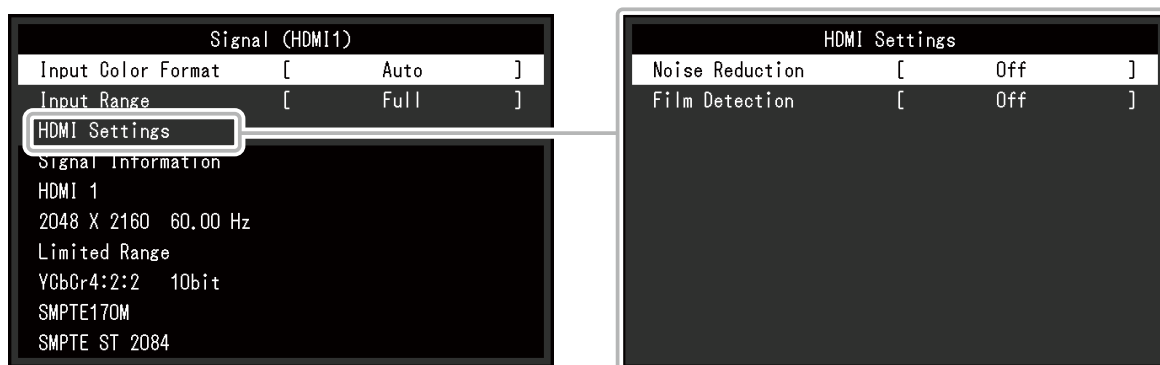 Signal (HDMI1)
Input Color Format [ Auto ]
Input Range [ Full ]
HDMI Settings
Signal Information
HDMI 1
2048 X 2160 60.00 Hz
Limited Range
YCbCr4:2:2 10bit
SMPTE170M
SMPTE ST 2084
HDMI Settings
Noise Reduction [ Off ]
Film Detection [ Off ]